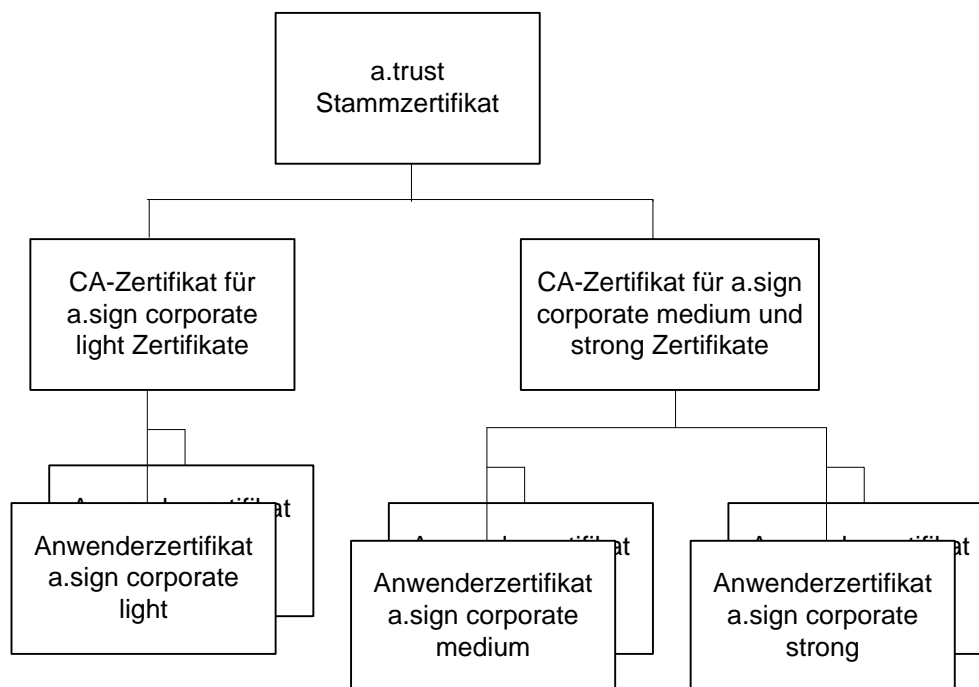 a.trust
Stammzertifikat
CA-Zertifikat für
a.sign corporate
light Zertifikate
CA-Zertifikat für a.sign
corporate medium und
strong Zertifikate
Anwenderzertifikat
a.sign corporate
light
Anwenderzertifikat
a.sign corporate
medium
Anwenderzertifikat
a.sign corporate
strong